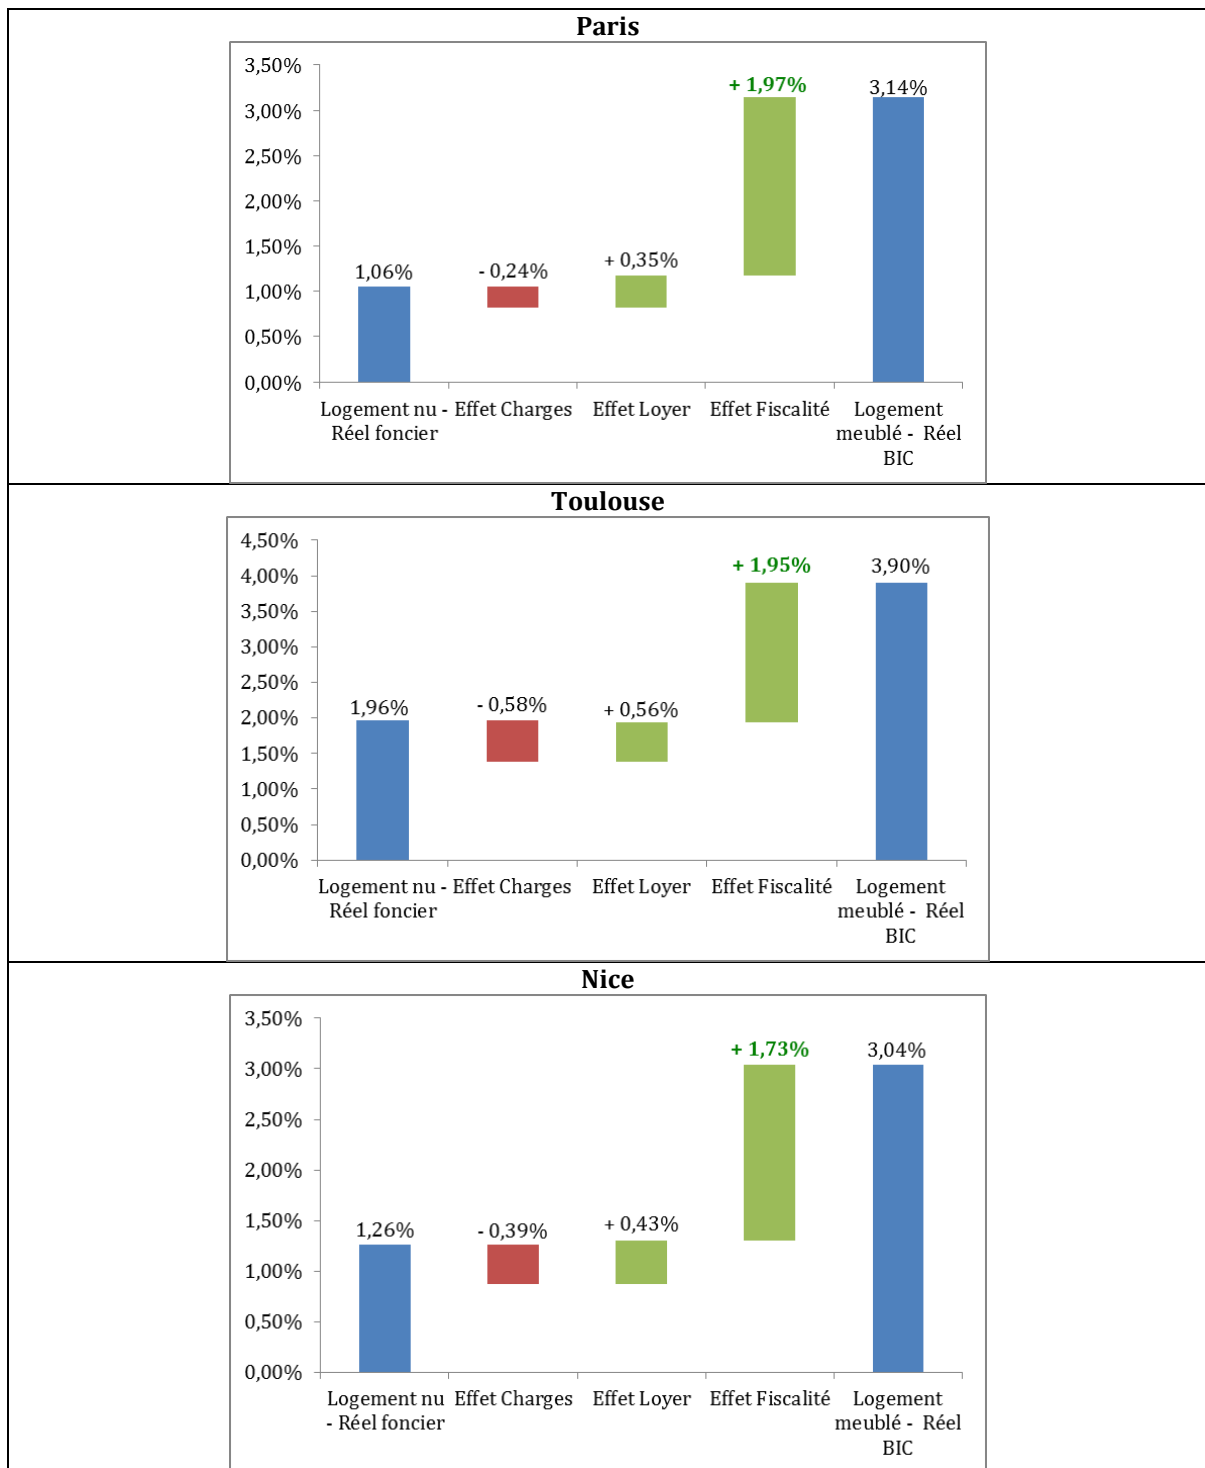 Paris
3,50%
3,00%
2,50%
2,00%
1,50%
1,00%
0,50%
0,00%
1,06%
- 0,24%
+ 0,35%
+ 1,97%
3,14%
Logement nu -
Réel foncier
Effet Charges
Effet Loyer
Effet Fiscalité
Logement
meublé - Réel
BIC
Toulouse
4,50%
4,00%
3,50%
3,00%
2,50%
2,00%
1,50%
1,00%
0,50%
0,00%
1,96%
- 0,58%
+ 0,56%
+ 1,95%
3,90%
Logement nu -
Réel foncier
Effet Charges
Effet Loyer
Effet Fiscalité
Logement
meublé - Réel
BIC
Nice
3,50%
3,00%
2,50%
2,00%
1,50%
1,00%
0,50%
0,00%
1,26%
- 0,39%
+ 0,43%
+ 1,73%
3,04%
Logement nu
- Réel foncier
Effet Charges
Effet Loyer
Effet Fiscalité
Logement
meublé - Réel
BIC